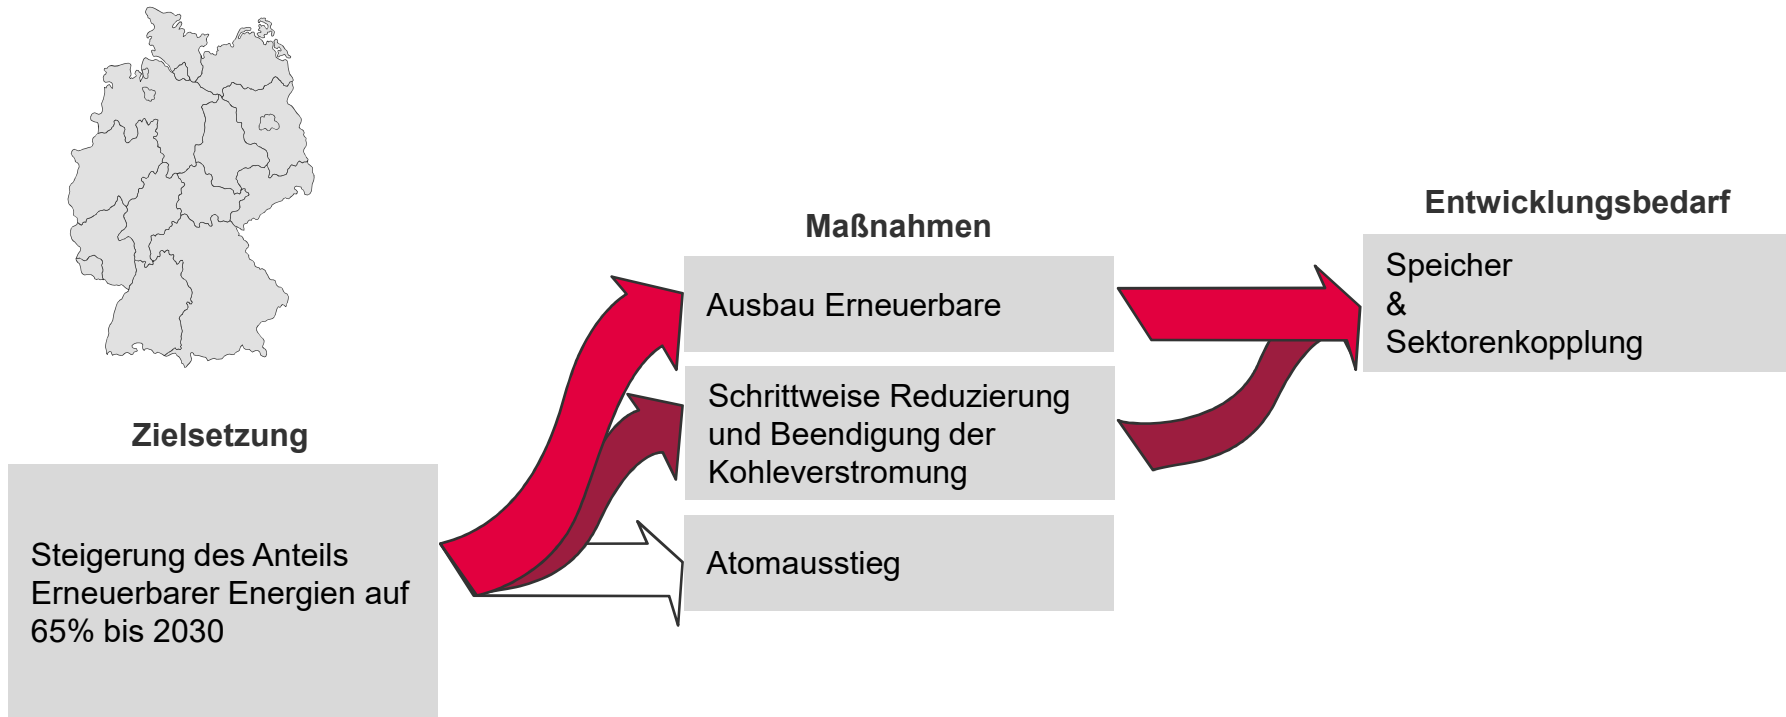 Zielsetzung
Steigerung des Anteils
Erneuerbarer Energien auf
65% bis 2030
Maßnahmen
Ausbau Erneuerbare
Schrittweise Reduzierung
und Beendigung der
Kohleverstromung
Atomausstieg
Entwicklungsbedarf
Speicher
&
Sektorenkopplung